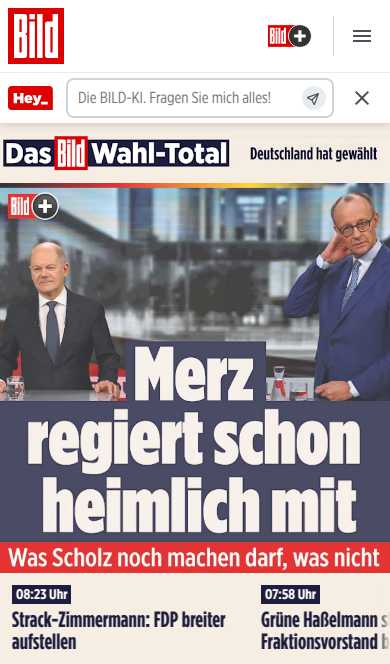 Bild
Bild+
Hey_
Die BILD-KI. Fragen Sie mich alles!
Das Bild Wahl-Total
Deutschland hat gewählt
Bild+
Merz
regiert schon
heimlich mit
Was Scholz noch machen darf, was nicht
08:23 Uhr
Strack-Zimmermann: FDP breiter
aufstellen
07:58 Uhr
Grüne Haßelmann
Fraktionsvorstand